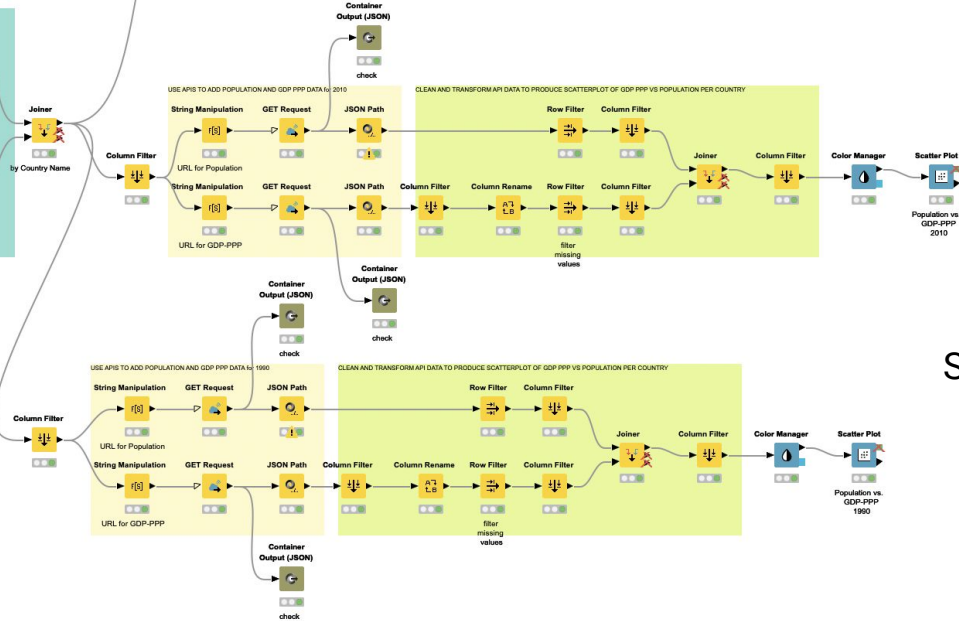 Container
Output (JSON)
check
USE APIS TO ADD POPULATION AND GDP PPP DATA for 2010
CLEAN AND TRANSFORM API DATA TO PRODUCE SCATTERPLOT OF GDP PPP VS POPULATION PER COUNTRY
Joiner
by Country Name
Column Filter
String Manipulation
r[s]
URL for Population
GET Request
JSON Path
Row Filter
Column Filter
String Manipulation
r[s]
URL for GDP-PPP
GET Request
JSON Path
Column Filter
Column Rename
Row Filter
filter
missing
values
Column Filter
Joiner
Column Filter
Color Manager
Scatter Plot
Population vs.
GDP-PPP
2010
Container
Output (JSON)
check
Container
Output (JSON)
check
S
USE APIS TO ADD POPULATION AND GDP PPP DATA for 1990
CLEAN AND TRANSFORM API DATA TO PRODUCE SCATTERPLOT OF GDP PPP VS POPULATION PER COUNTRY
Column Filter
String Manipulation
r[s]
URL for Population
GET Request
JSON Path
Row Filter
Column Filter
String Manipulation
r[s]
URL for GDP-PPP
GET Request
JSON Path
Column Filter
Column Rename
Row Filter
filter
missing
values
Column Filter
Joiner
Column Filter
Color Manager
Scatter Plot
Population vs.
GDP-PPP
1990
Container
Output (JSON)
check